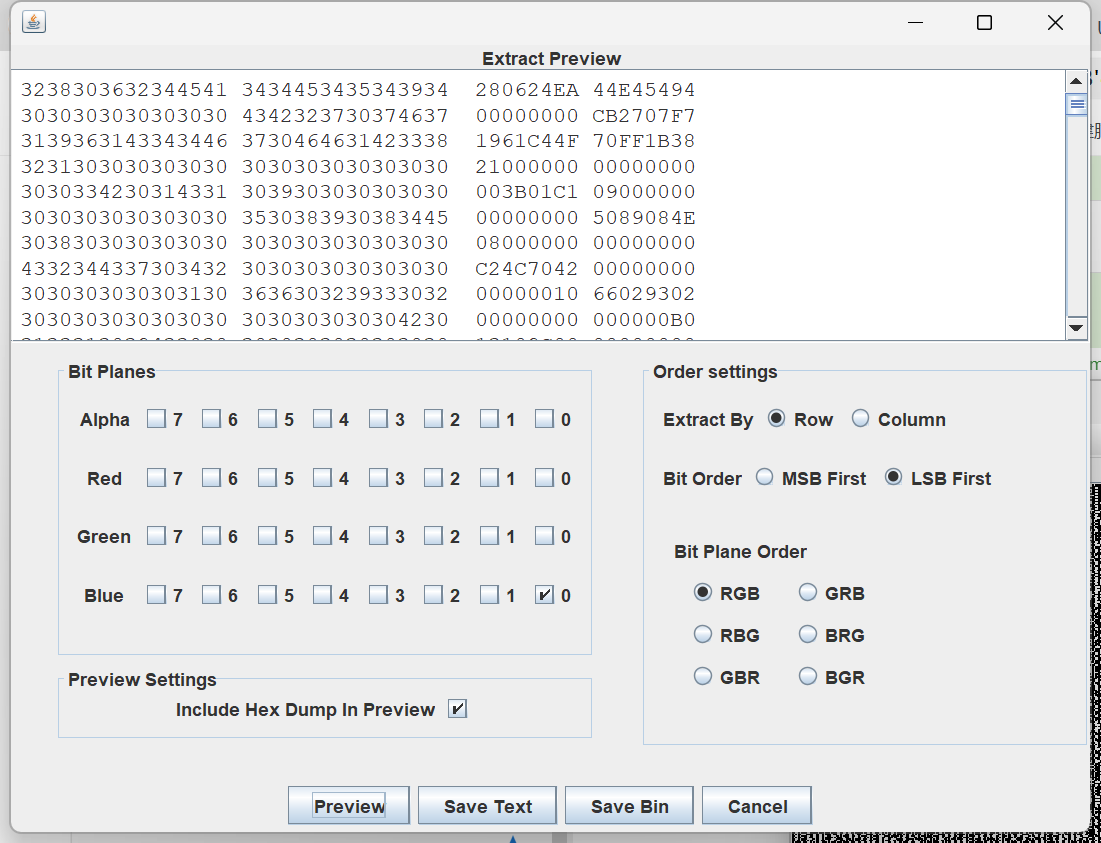 Extract Preview
3238303632344541 3434453435343934 280624EA 44E45494
3030303030303030 4342323730374637 00000000 CB2707F7
3139363143343446 3730464631423338 1961C44F 70FF1B38
3231303030303030 3030303030303030 21000000 00000000
3030334230314331 3039303030303030 003B01C1 09000000
3030303030303030 3530383930383445 00000000 5089084E
3038303030303030 3030303030303030 08000000 00000000
4332344337303432 3030303030303030 C24C7042 00000000
3030303030303130 3636303239333032 00000010 66029302
3030303030303030 3030303030304230 00000000 000000B0
Bit Planes
Alpha 7 6 5 4 3 2 1 0
Red 7 6 5 4 3 2 1 0
Green 7 6 5 4 3 2 1 0
Blue 7 6 5 4 3 2 1 0
Preview Settings
Include Hex Dump In Preview
Order settings
Extract By Row Column
Bit Order MSB First LSB First
Bit Plane Order
RGB GRB
RBG BRG
GBR BGR
Preview Save Text Save Bin Cancel